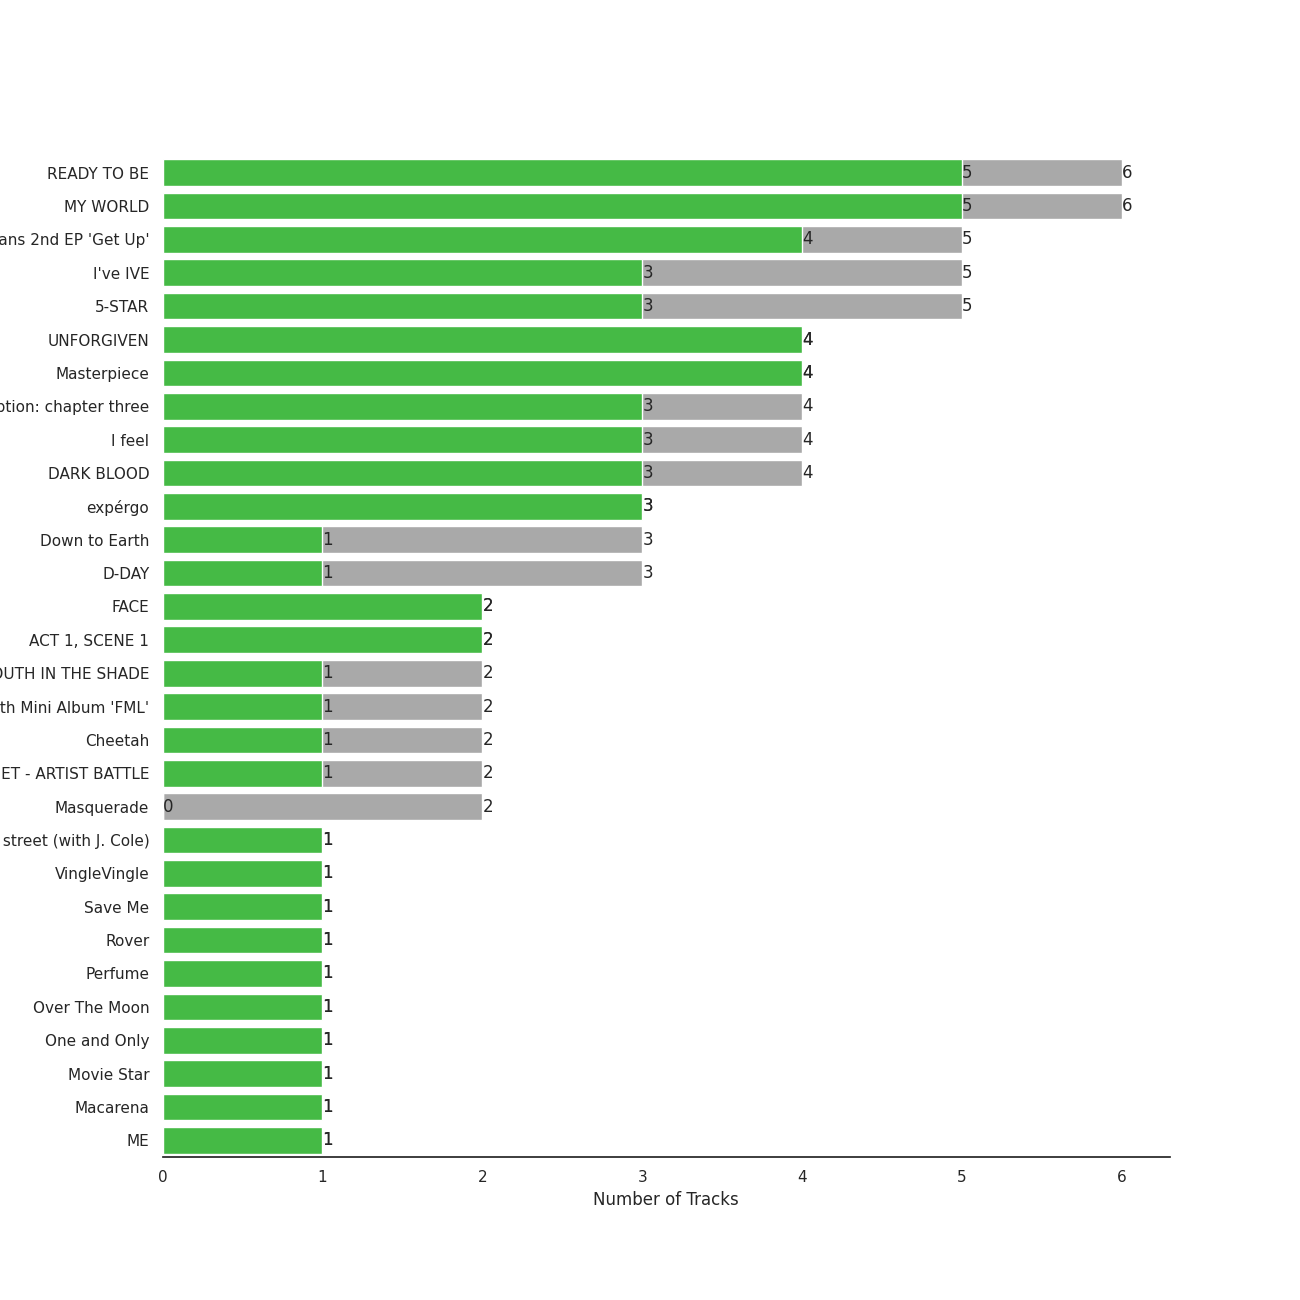 READY TO BE 5 6
MY WORLD 5 6
2nd EP 'Get Up' 4 5
I've IVE 3 5
5-STAR 3 5
UNFORGIVEN 4
Masterpiece 4
: chapter three 3 4
I feel 3 4
DARK BLOOD 3 4
expérgo 3
Down to Earth 1 3
D-DAY 1 3
FACE 2
ACT 1, SCENE 1 2
IN THE SHADE 1 2
Mini Album 'FML' 1 2
Cheetah 1 2
- ARTIST BATTLE 1 2
Masquerade 0 2
street (with J. Cole) 1
VingleVingle 1
Save Me 1
Rover 1
Perfume 1
Over The Moon 1
One and Only 1
Movie Star 1
Macarena 1
ME 1
0 1 2 3 4 5 6
Number of Tracks